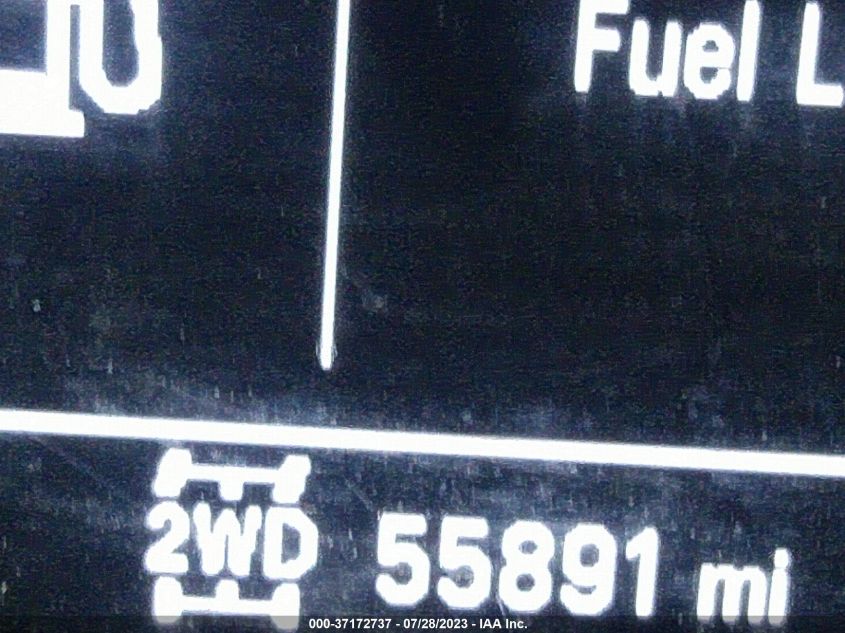 Fuel L
2WD 55891 mi
000-37172737 - 07/28/2023 - IAA Inc.